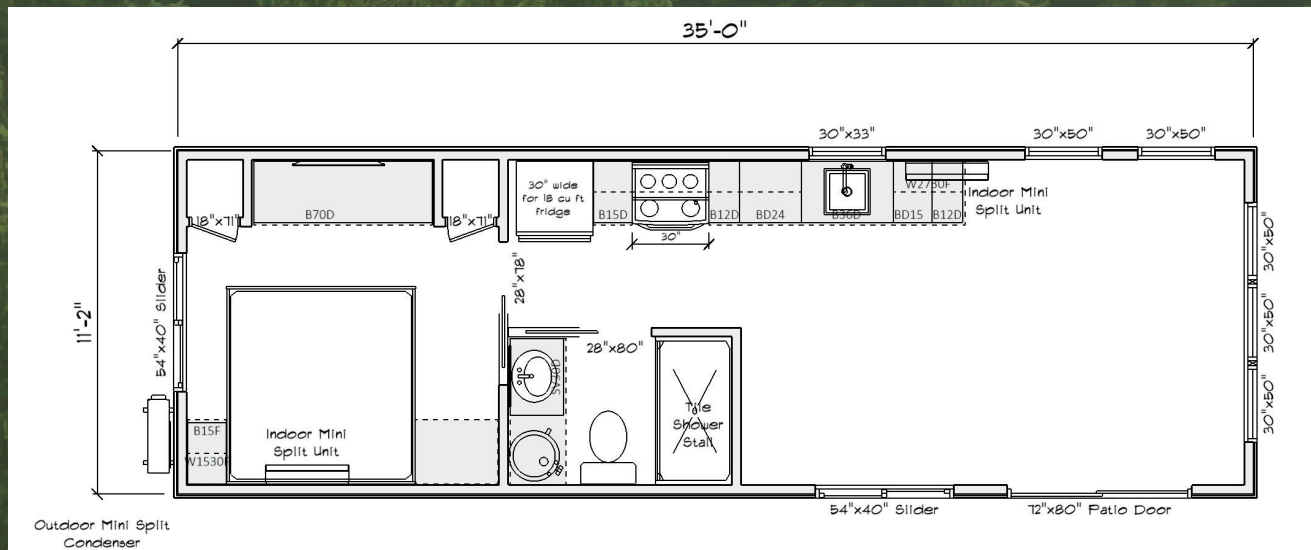 35'-0"
30"x33"
30"x50"
30"x50"
11'-2"
54"x40" Slider
18"x71"
B70D
18"x71"
30" wide
for 18 cu ft
fridge
B15D
30"
B12D
BD24
B36D
BD15
B12D
W2730F
Indoor Mini
Split Unit
28"x78"
30"x50"
30"x50"
30"x50"
28"x80"
SV30D
Tile
Shower
Stall
B15F
W1530F
Indoor Mini
Split Unit
54"x40" Slider
72"x80" Patio Door
Outdoor Mini Split
Condenser